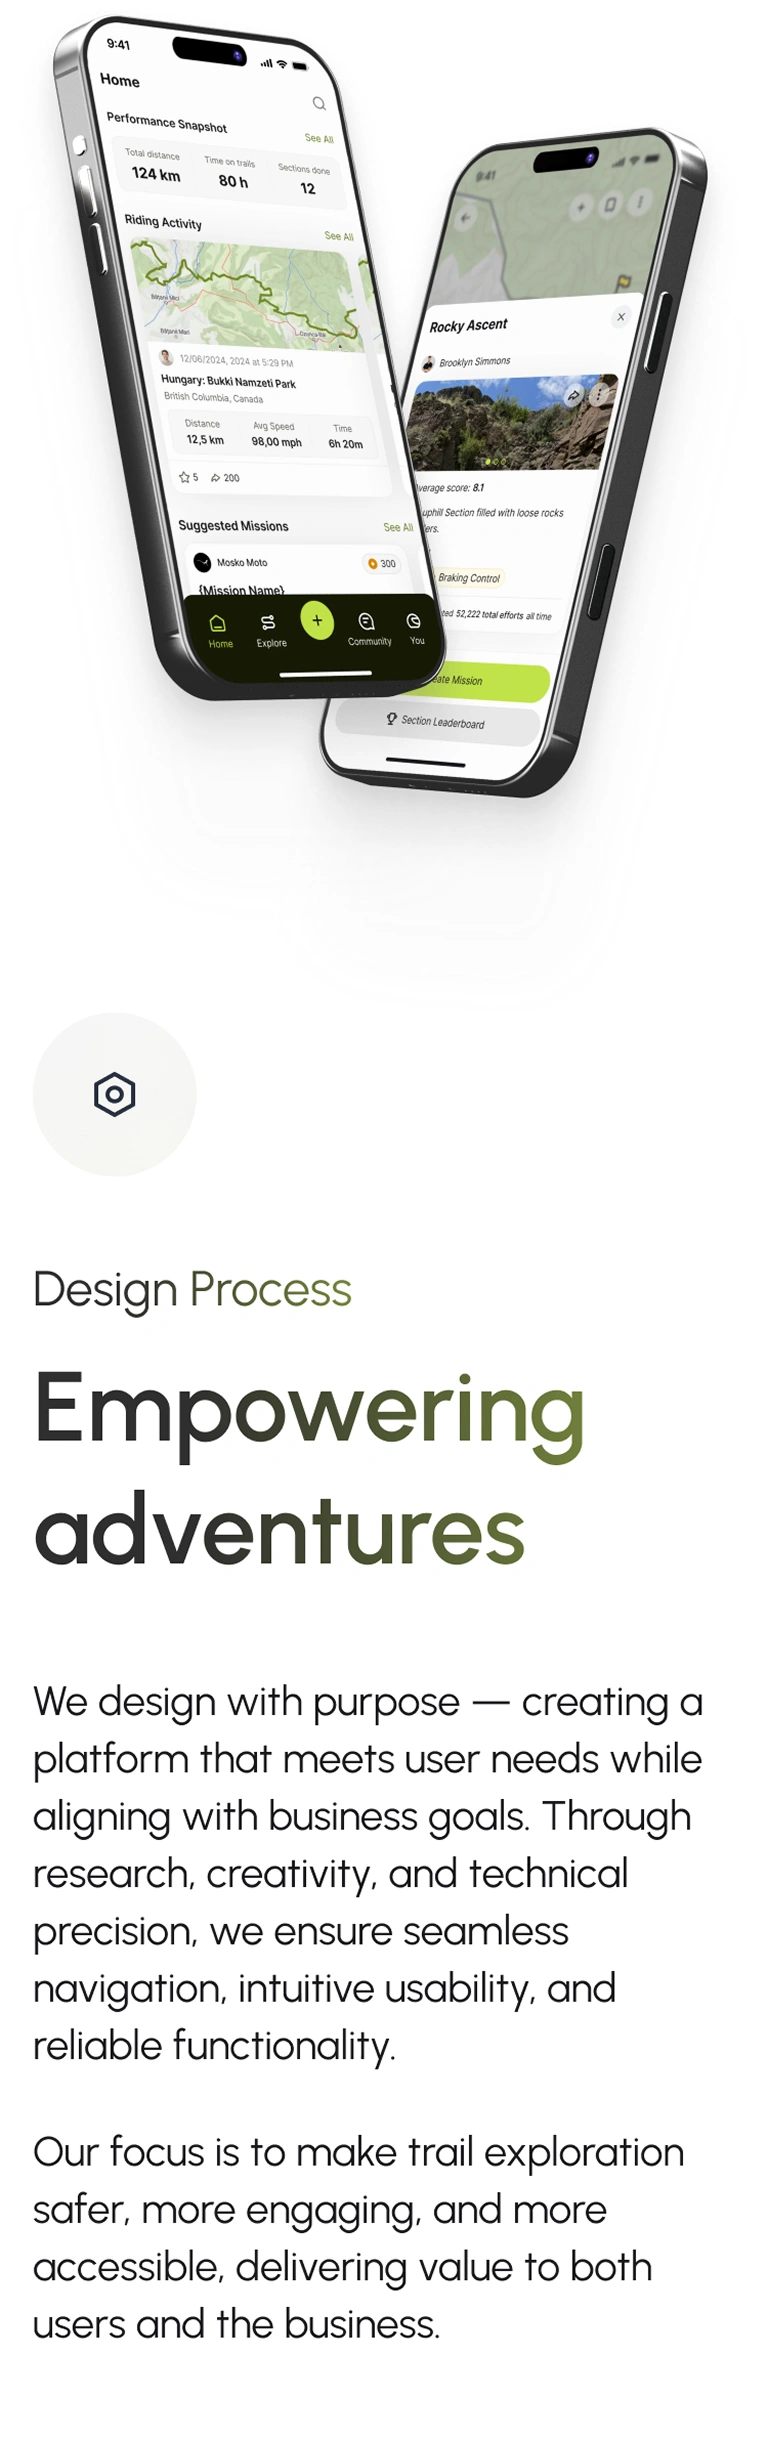 9:41
Home
Performance Snapshot
See All
Total distance
Time on trails
Sections done
124 km
80 h
12
Riding Activity
See All
12/06/2024, 2024 at 5:29 PM
Hungary: Bukki Namzeti Park
British Columbia, Canada
Distance
Avg Speed
Time
12,5 km
98,00 mph
6h 20m
5
200
Suggested Missions
See All
Mosko Moto
300
{Mission Name}
Home
Explore
+
Community
You
9:41
Rocky Ascent
Brooklyn Simmons
verage score: 8.1
uphill Section filled with loose rocks
ers.
Braking Control
ted 52,222 total efforts all time
eate Mission
Section Leaderboard
Design Process
Empowering
adventures
We design with purpose — creating a
platform that meets user needs while
aligning with business goals. Through
research, creativity, and technical
precision, we ensure seamless
navigation, intuitive usability, and
reliable functionality.
Our focus is to make trail exploration
safer, more engaging, and more
accessible, delivering value to both
users and the business.